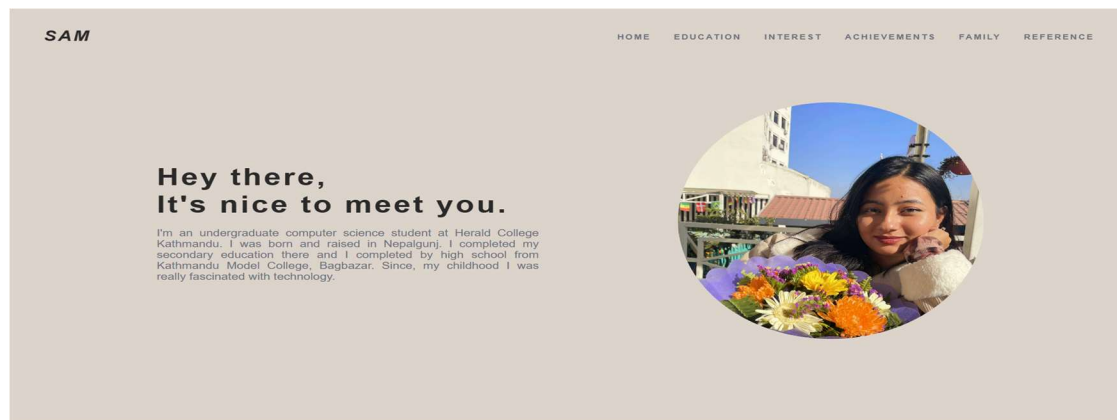 SAM
HOME EDUCATION INTEREST ACHIEVEMENTS FAMILY REFERENCE
Hey there,
It's nice to meet you.
I'm an undergraduate computer science student at Herald College
Kathmandu. I was born and raised in Nepalgunj. I completed my
secondary education there and I completed by high school from
Kathmandu Model College, Bagbazar. Since, my childhood I was
really fascinated with technology.